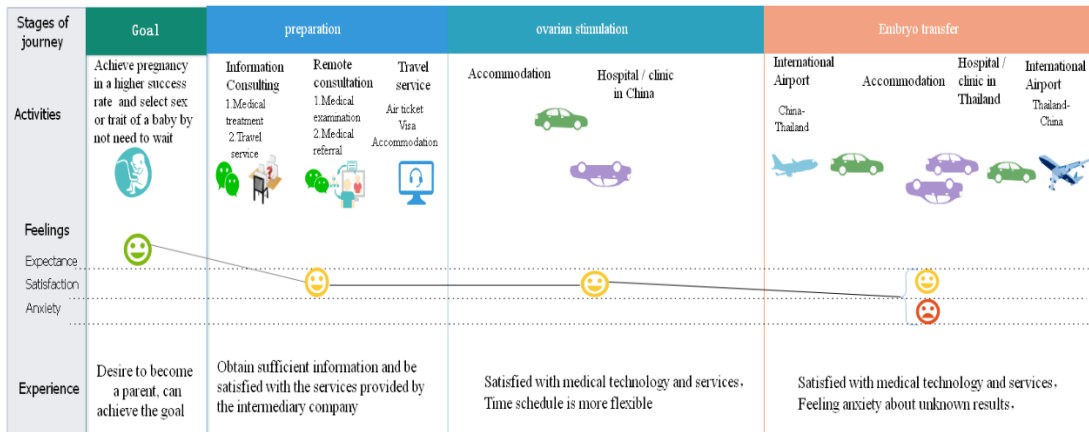 Stages of
journey
Goal
preparation
ovarian stimulation
Embryo transfer
Activities
Achieve pregnancy
in a higher success
rate and select sex
or trait of a baby by
not need to wait
Information
Consulting
1.Medical
treatment
2.Travel
service
Remote
consultation
1.Medical
examination
2.Medical
referral
Travel
service
Air ticket
Visa
Accommodation
Accommodation
Hospital / clinic
in China
International
Airport
China-
Thailand
Accommodation
Hospital /
clinic in
Thailand
International
Airport
Thailand-
China
Feelings
Expectance
Satisfaction
Anxiety
Experience
Desire to become
a parent, can
achieve the goal
Obtain sufficient information and be
satisfied with the services provided by
the intermediary company
Satisfied with medical technology and services,
Time schedule is more flexible
Satisfied with medical technology and services,
Feeling anxiety about unknown results,